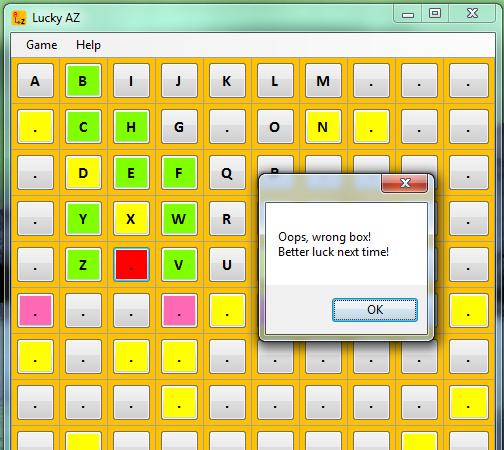 Lucky AZ
Game Help
A B I J K L M . . .
. C H G . O N . . .
. D E F Q .
. Y X W R .
. Z . V U .
. . . . . .
. . . . . . . . . .
. . . . . . . . . .
Oops, wrong box!
Better luck next time!
OK